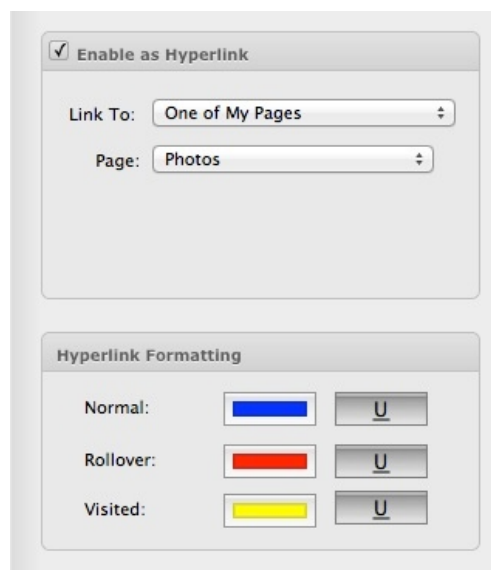 Enable as Hyperlink
Link To: One of My Pages
Page: Photos
Hyperlink Formatting
Normal: U
Rollover: U
Visited: U